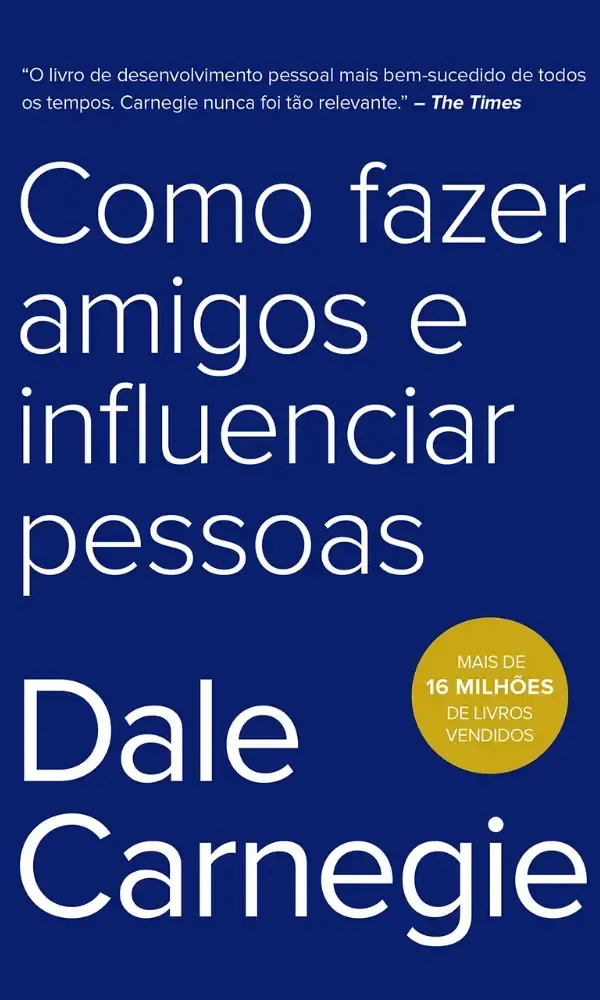 “O livro de desenvolvimento pessoal mais bem-sucedido de todos
os tempos. Carnegie nunca foi tão relevante.” – The Times
Como fazer
amigos e
influenciar
pessoas
MAIS DE
16 MILHÕES
DE LIVROS
VENDIDOS
Dale
Carnegie